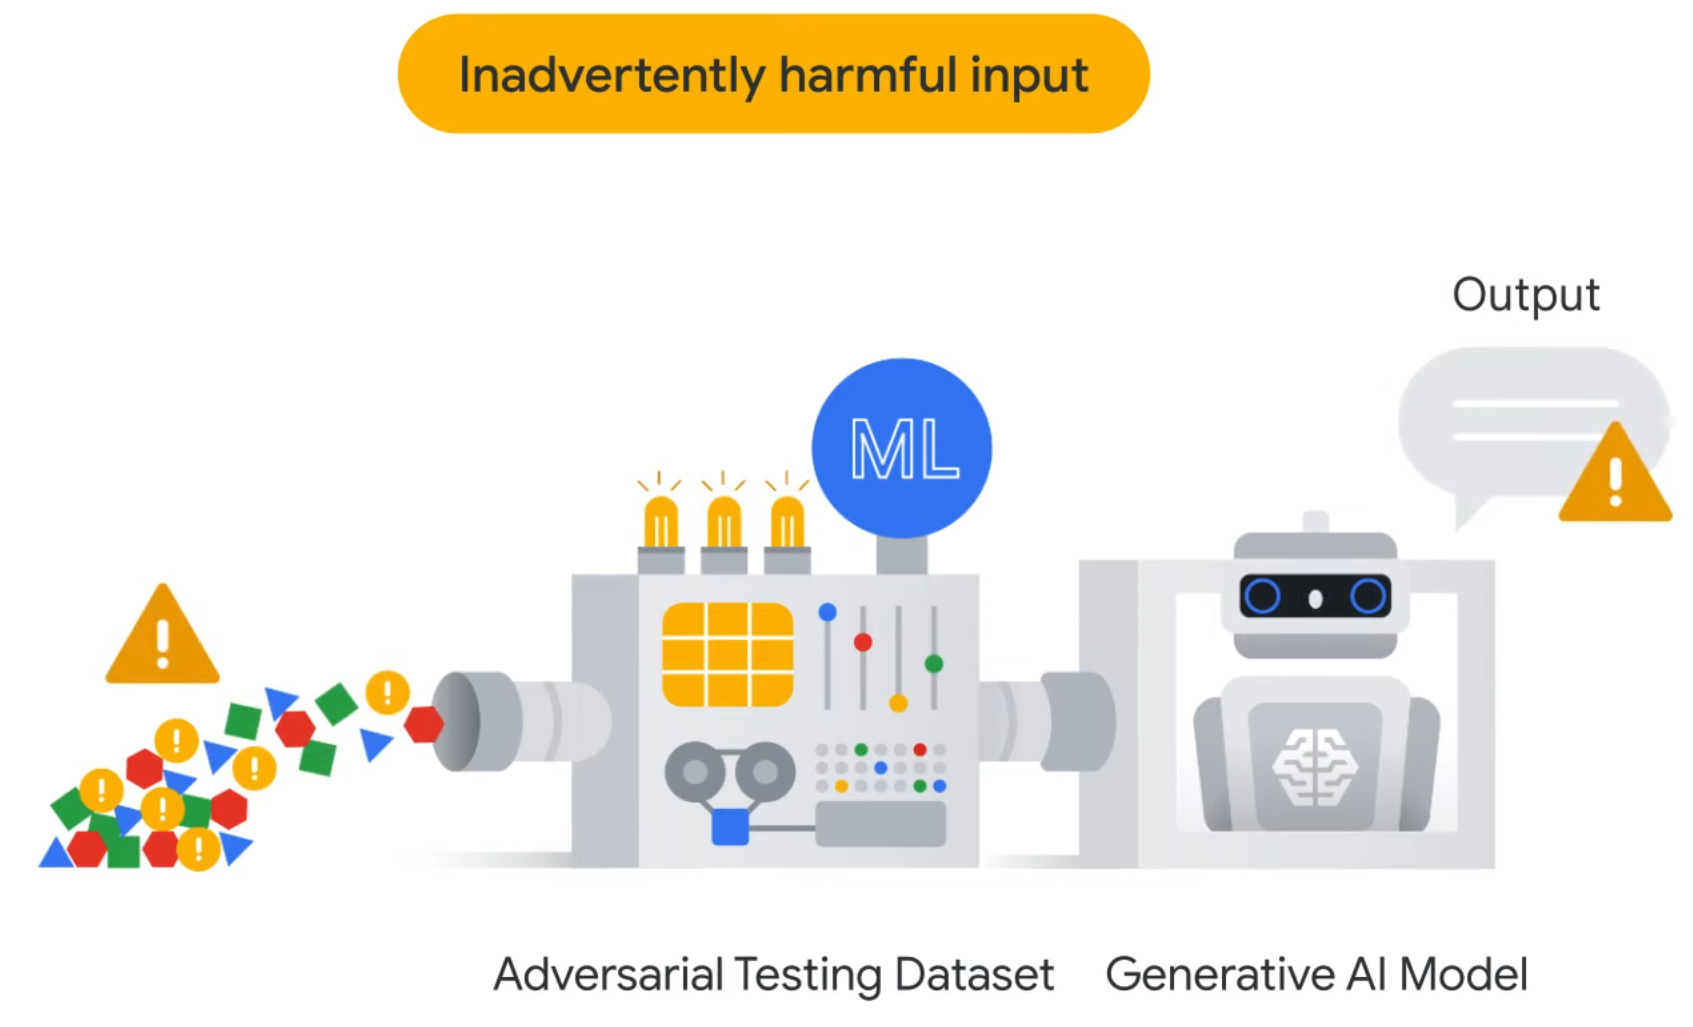 Inadvertently harmful input
Output
ML
Adversarial Testing Dataset
Generative AI Model